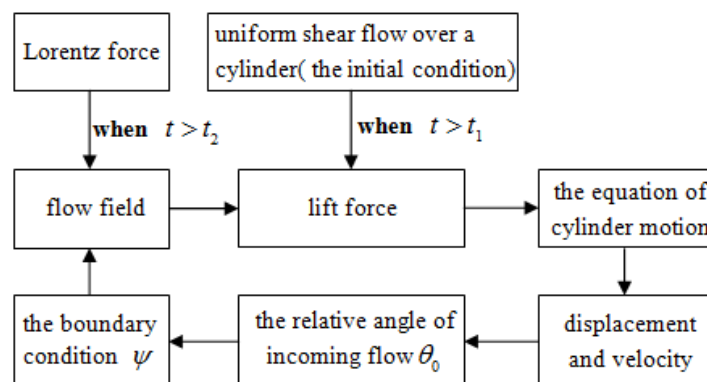 Lorentz force
uniform shear flow over a
cylinder( the initial condition)
when t > t₂
when t > t₁
flow field
lift force
the equation of
cylinder motion
the boundary
condition ψ
the relative angle of
incoming flow θ₀
displacement
and velocity